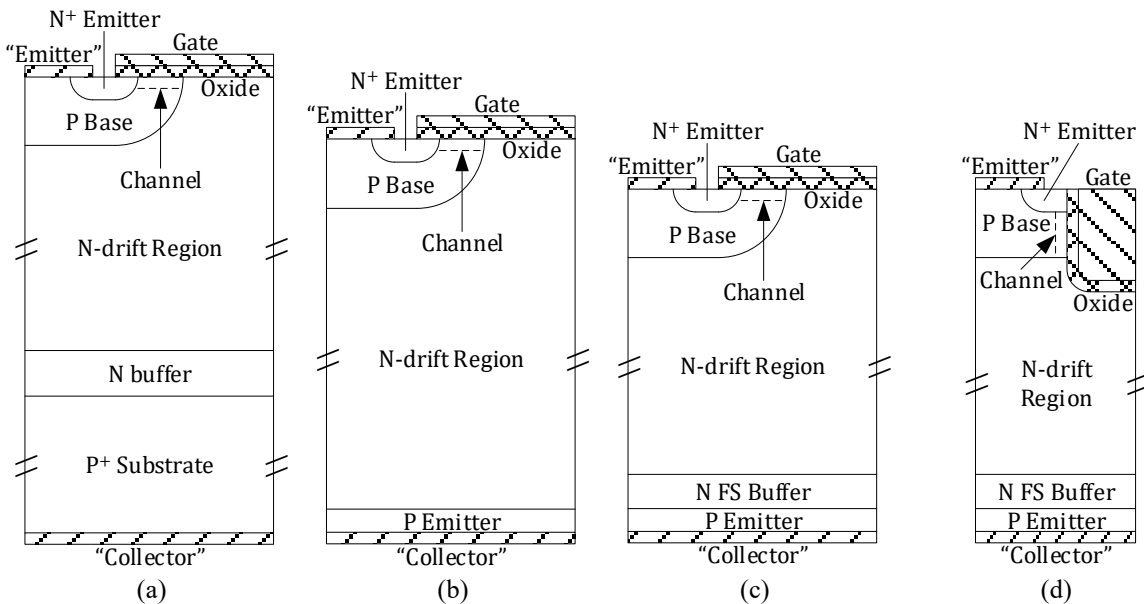 N+ Emitter
“Emitter”
Gate
Oxide
P Base
Channel
N-drift Region
N buffer
P+ Substrate
“Collector”
(a)
N+ Emitter
“Emitter”
Gate
Oxide
P Base
Channel
N-drift Region
P Emitter
“Collector”
(b)
N+ Emitter
“Emitter”
Gate
Oxide
P Base
Channel
N-drift Region
N FS Buffer
P Emitter
“Collector”
(c)
N+ Emitter
“Emitter”
Gate
P Base
Channel
Oxide
N-drift
Region
N FS Buffer
P Emitter
“Collector”
(d)